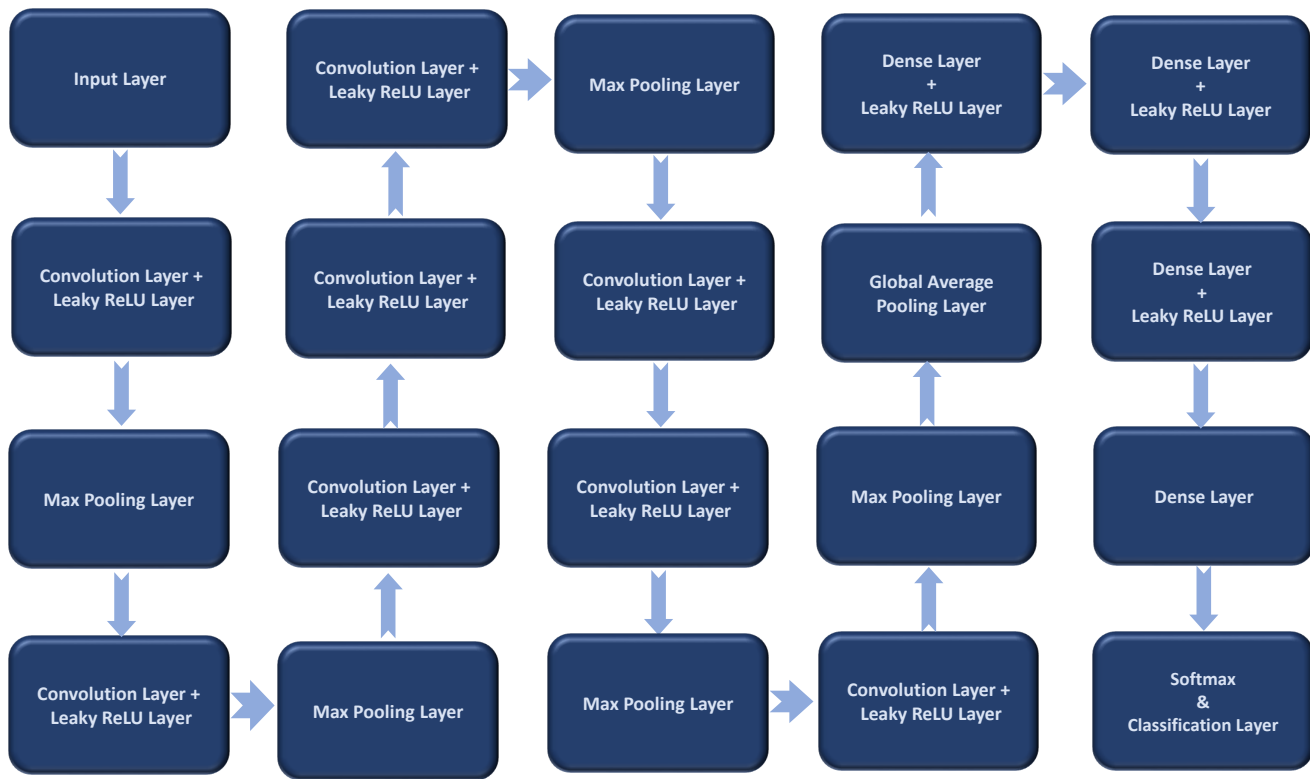 Input Layer
Convolution Layer +
Leaky ReLU Layer
Max Pooling Layer
Convolution Layer +
Leaky ReLU Layer
Max Pooling Layer
Convolution Layer +
Leaky ReLU Layer
Convolution Layer +
Leaky ReLU Layer
Convolution Layer +
Leaky ReLU Layer
Max Pooling Layer
Convolution Layer +
Leaky ReLU Layer
Convolution Layer +
Leaky ReLU Layer
Max Pooling Layer
Convolution Layer +
Leaky ReLU Layer
Max Pooling Layer
Global Average
Pooling Layer
Dense Layer
+
Leaky ReLU Layer
Dense Layer
+
Leaky ReLU Layer
Dense Layer
+
Leaky ReLU Layer
Dense Layer
Softmax
&
Classification Layer